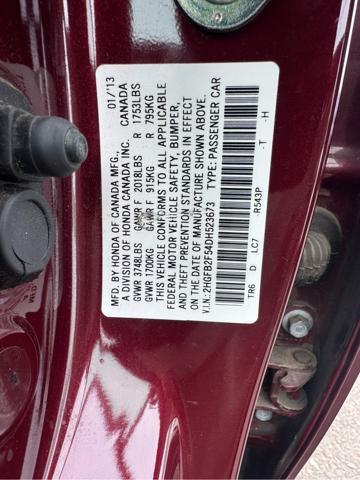 MFD. BY HONDA OF CANADA MFG., 01/'13
A DIVISION OF HONDA CANADA INC. CANADA
GVWR 3748LBS GAWR F 2018LBS R 1753LBS
GVWR 1700KG GAWR F 915KG R 795KG
THIS VEHICLE CONFORMS TO ALL APPLICABLE
FEDERAL MOTOR VEHICLE SAFETY, BUMPER,
AND THEFT PREVENTION STANDARDS IN EFFECT
ON THE DATE OF MANUFACTURE SHOWN ABOVE.
V.I.N.: 2HGFB2F54DH523673 TYPE: PASSENGER CAR
TR6 D LC7 R543P -T -H